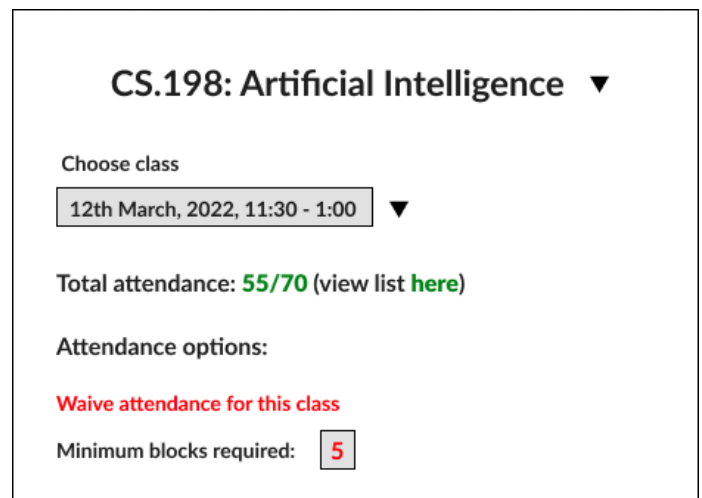 CS.198: Artificial Intelligence
Choose class
12th March, 2022, 11:30 - 1:00
Total attendance: 55/70 (view list here)
Attendance options:
Waive attendance for this class
Minimum blocks required: 5